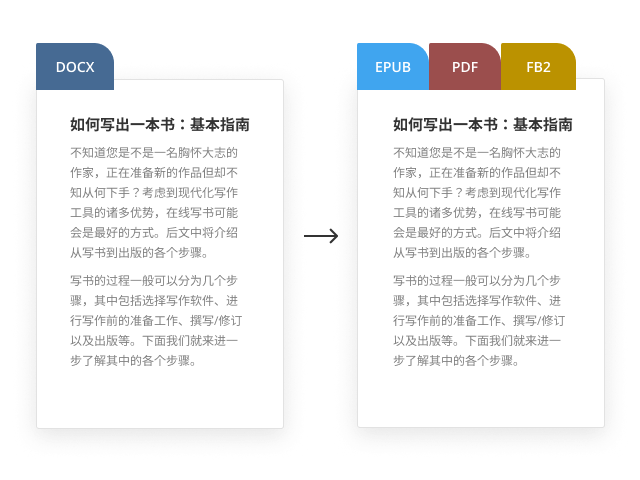 DOCX
如何写出一本书：基本指南
不知道您是不是一名胸怀大志的
作家，正在准备新的作品但却不
知从何下手？考虑到现代化写作
工具的诸多优势，在线写书可能
会是最好的方式。后文中将介绍
从写书到出版的各个步骤。
写书的过程一般可以分为几个步
骤，其中包括选择写作软件、进
行写作前的准备工作、撰写/修订
以及出版等。下面我们就来进一
步了解其中的各个步骤。
EPUB PDF FB2
如何写出一本书：基本指南
不知道您是不是一名胸怀大志的
作家，正在准备新的作品但却不
知从何下手？考虑到现代化写作
工具的诸多优势，在线写书可能
会是最好的方式。后文中将介绍
从写书到出版的各个步骤。
写书的过程一般可以分为几个步
骤，其中包括选择写作软件、进
行写作前的准备工作、撰写/修订
以及出版等。下面我们就来进一
步了解其中的各个步骤。